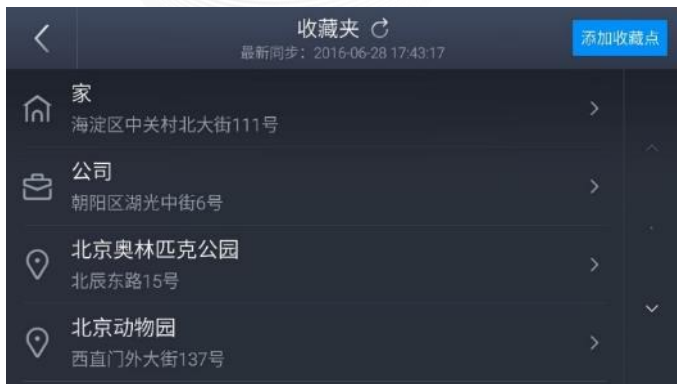 收藏夹
最新同步：2016-06-28 17:43:17
添加收藏点
家
海淀区中关村北大街111号
公司
朝阳区湖光中街6号
北京奥林匹克公园
北辰东路15号
北京动物园
西直门外大街137号